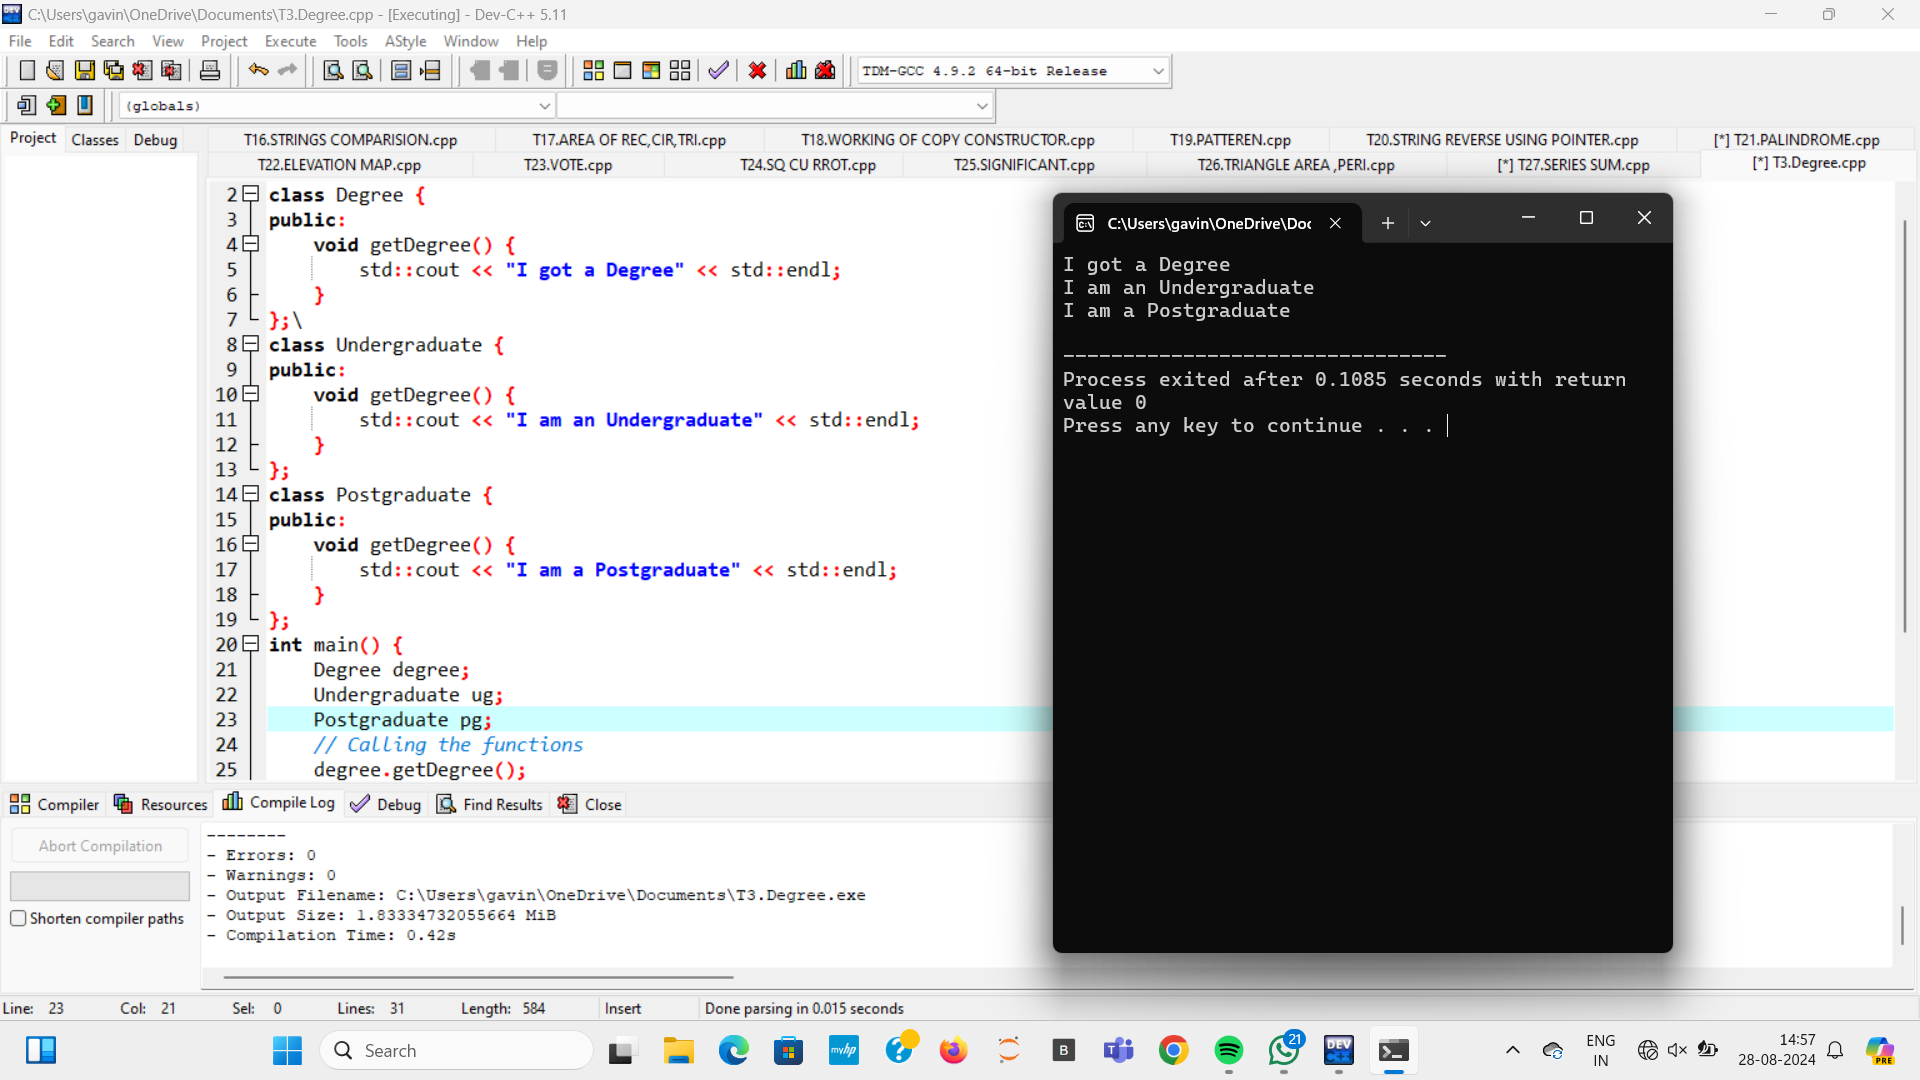 C:\Users\gavin\OneDrive\Documents\T3.Degree.cpp - [Executing] - Dev-C++ 5.11
File Edit Search View Project Execute Tools AStyle Window Help
TDM-GCC 4.9.2 64-bit Release
(globals)
Project Classes Debug
T16.STRINGS COMPARISION.cpp T17.AREA OF REC,CIR,TRI.cpp T18.WORKING OF COPY CONSTRUCTOR.cpp T19.PATTEREN.cpp T20.STRING REVERSE USING POINTER.cpp [*] T21.PALINDROME.cpp
T22.ELEVATION MAP.cpp T23.VOTE.cpp T24.SQ CU RROT.cpp T25.SIGNIFICANT.cpp T26.TRIANGLE AREA ,PERI.cpp [*] T27.SERIES SUM.cpp [*] T3.Degree.cpp
2 class Degree {
3 public:
4 void getDegree() {
5 std::cout << "I got a Degree" << std::endl;
6 }
7 };\
8 class Undergraduate {
9 public:
10 void getDegree() {
11 std::cout << "I am an Undergraduate" << std::endl;
12 }
13 };
14 class Postgraduate {
15 public:
16 void getDegree() {
17 std::cout << "I am a Postgraduate" << std::endl;
18 }
19 };
20 int main() {
21 Degree degree;
22 Undergraduate ug;
23 Postgraduate pg;
24 // Calling the functions
25 degree.getDegree();
C:\Users\gavin\OneDrive\Doc
I got a Degree
I am an Undergraduate
I am a Postgraduate
--------------------------------
Process exited after 0.1085 seconds with return
value 0
Press any key to continue . . .
Compiler Resources Compile Log Debug Find Results Close
Abort Compilation
Shorten compiler paths
--------
- Errors: 0
- Warnings: 0
- Output Filename: C:\Users\gavin\OneDrive\Documents\T3.Degree.exe
- Output Size: 1.83334732055664 MiB
- Compilation Time: 0.42s
Line: 23 Col: 21 Sel: 0 Lines: 31 Length: 584 Insert Done parsing in 0.015 seconds
Search
myhp
B
21
DEV
C++
ENG
IN
14:57
28-08-2024
PRE